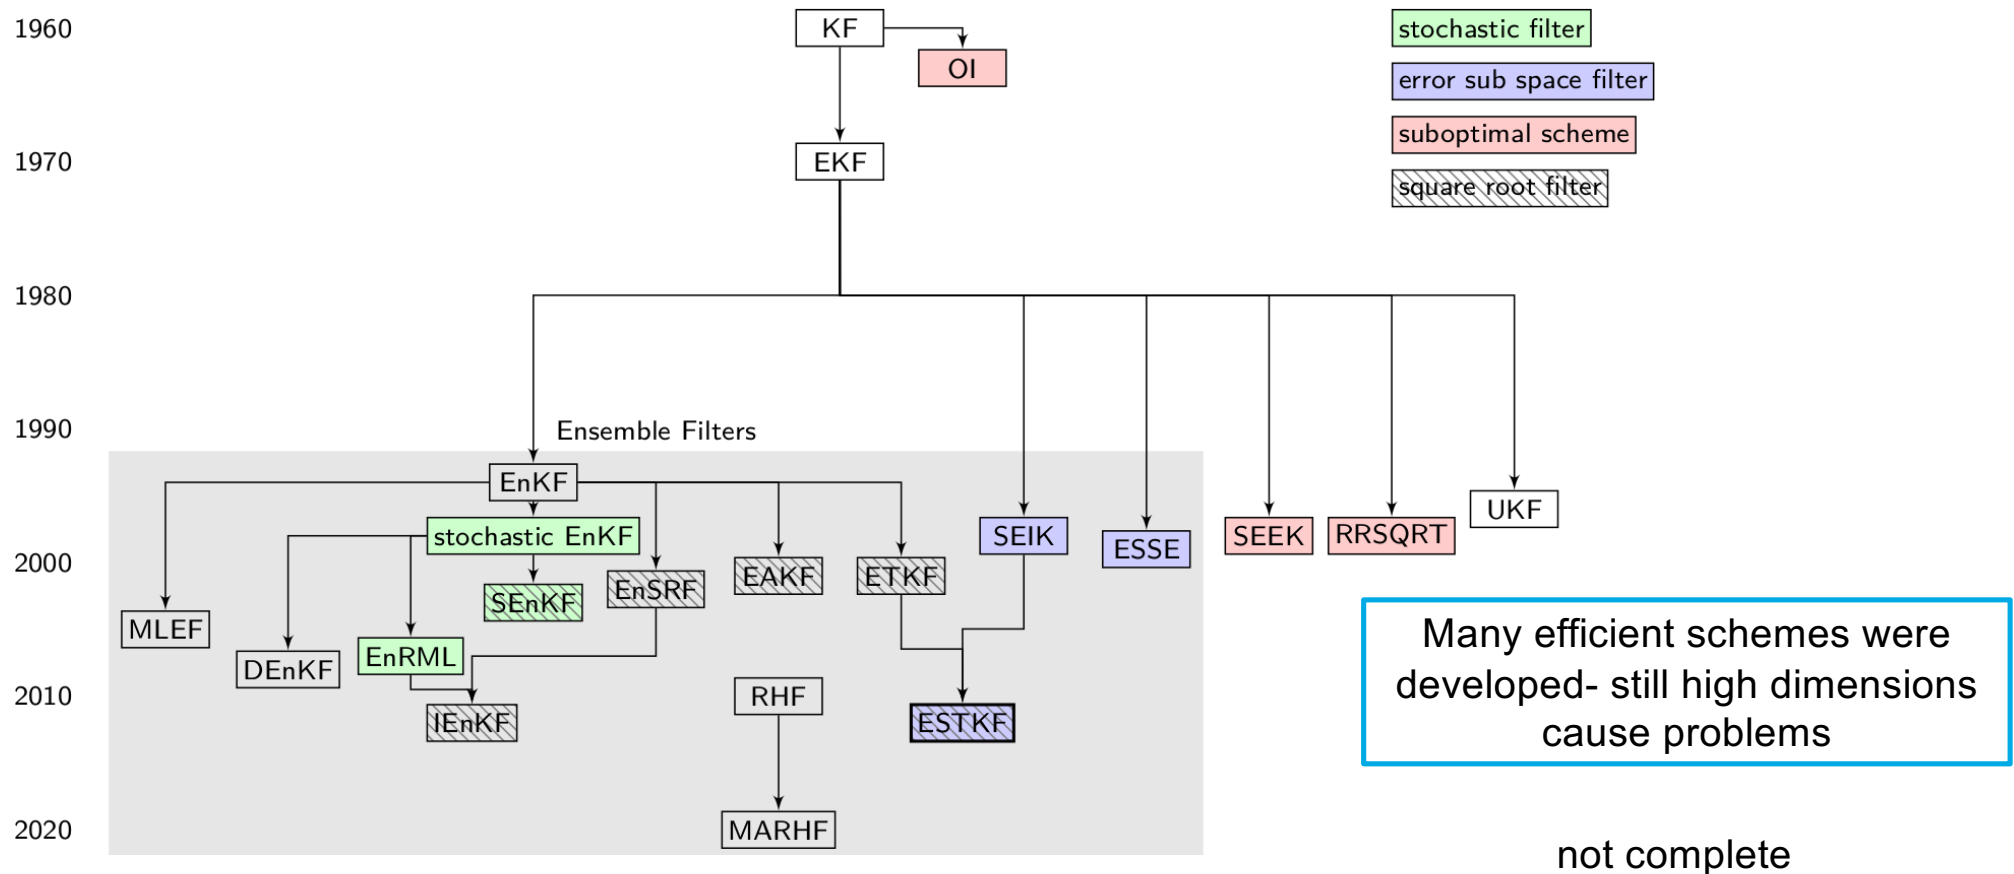 1960
KF
OI
stochastic filter
error sub space filter
suboptimal scheme
square root filter
1970
EKF
1980
1990
Ensemble Filters
EnKF
UKF
stochastic EnKF
SEIK
ESSE
SEEK
RRSQRT
2000
SEnKF
EnSRF
EAKF
ETKF
MLEF
DEnKF
EnRML
Many efficient schemes were
developed- still high dimensions
cause problems
2010
IEnKF
RHF
ESTKF
2020
MARHF
not complete